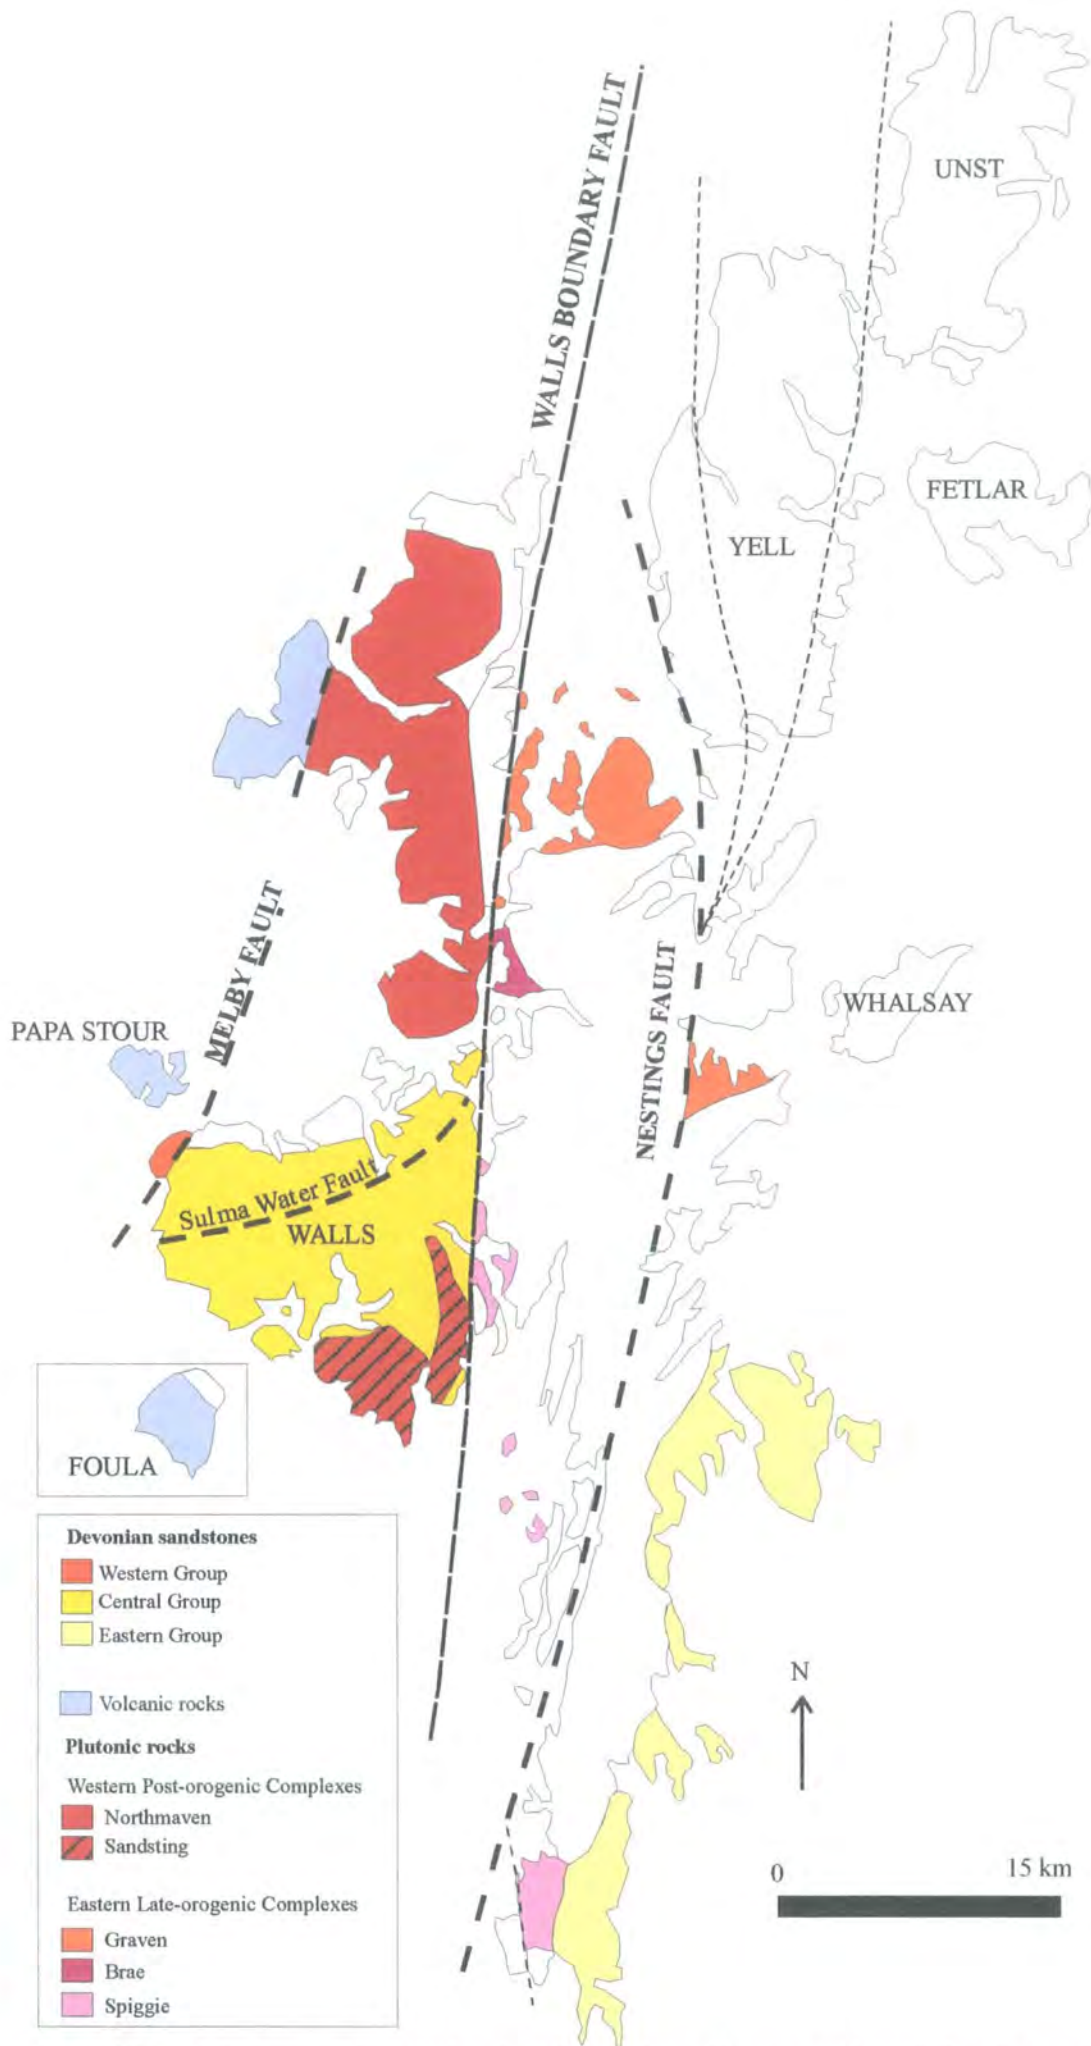 UNST
WALLS BOUNDARY FAULT
FETLAR
YELL
MELBY FAULT
NESTINGS FAULT
WHALSAY
PAPA STOUR
Sulma Water Fault
WALLS
FOULA
Devonian sandstones
Western Group
Central Group
Eastern Group
Volcanic rocks
Plutonic rocks
Western Post-orogenic Complexes
Northmaven
Sandsting
Eastern Late-orogenic Complexes
Graven
Brae
Spiggie
N
0 15 km